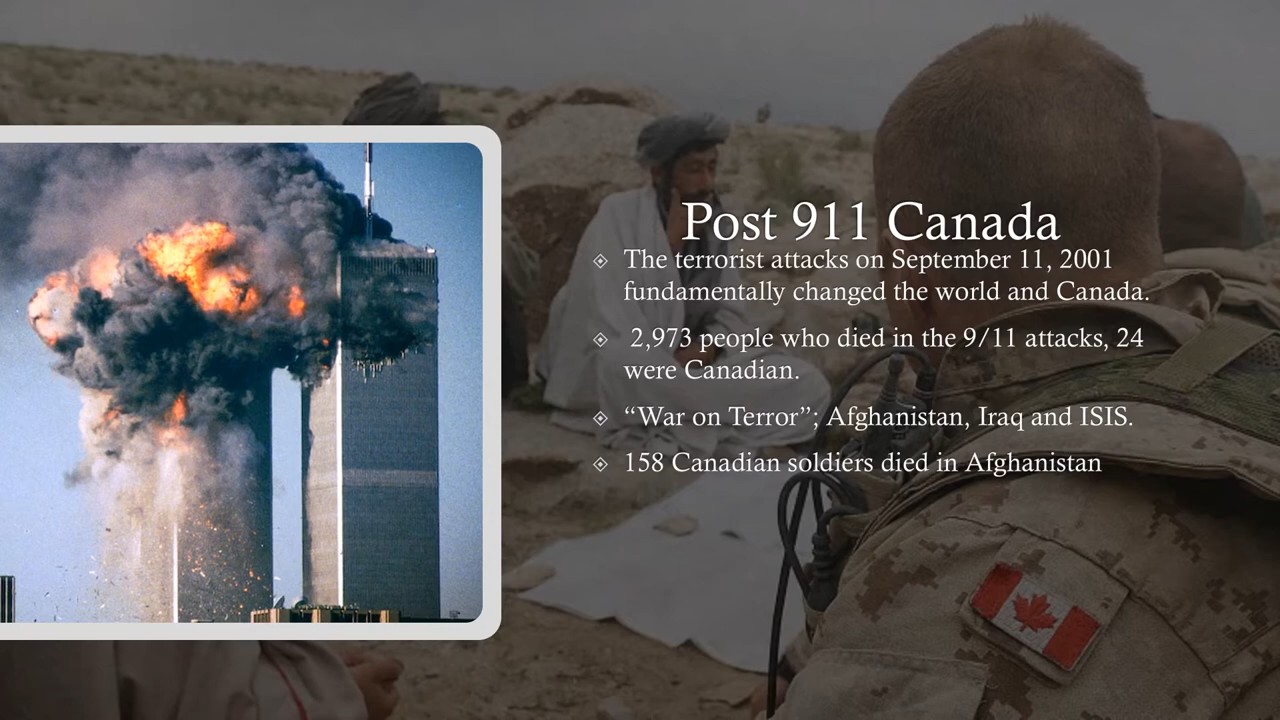 Post 911 Canada
The terrorist attacks on September 11, 2001
fundamentally changed the world and Canada.
2,973 people who died in the 9/11 attacks, 24
were Canadian.
“War on Terror”; Afghanistan, Iraq and ISIS.
158 Canadian soldiers died in Afghanistan